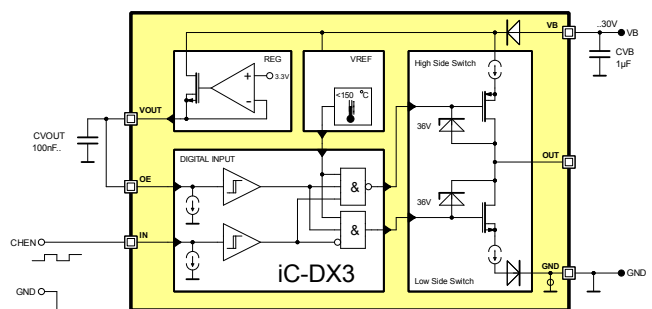 ..30V
VB
VB
CVB
1µF
REG
VREF
High Side Switch
3.3V
+
-
<150 °C
VOUT
CVOUT
100nF..
36V
DIGITAL INPUT
OUT
OE
&
36V
&
IN
CHEN
iC-DX3
GND
GND
Low Side Switch
GND